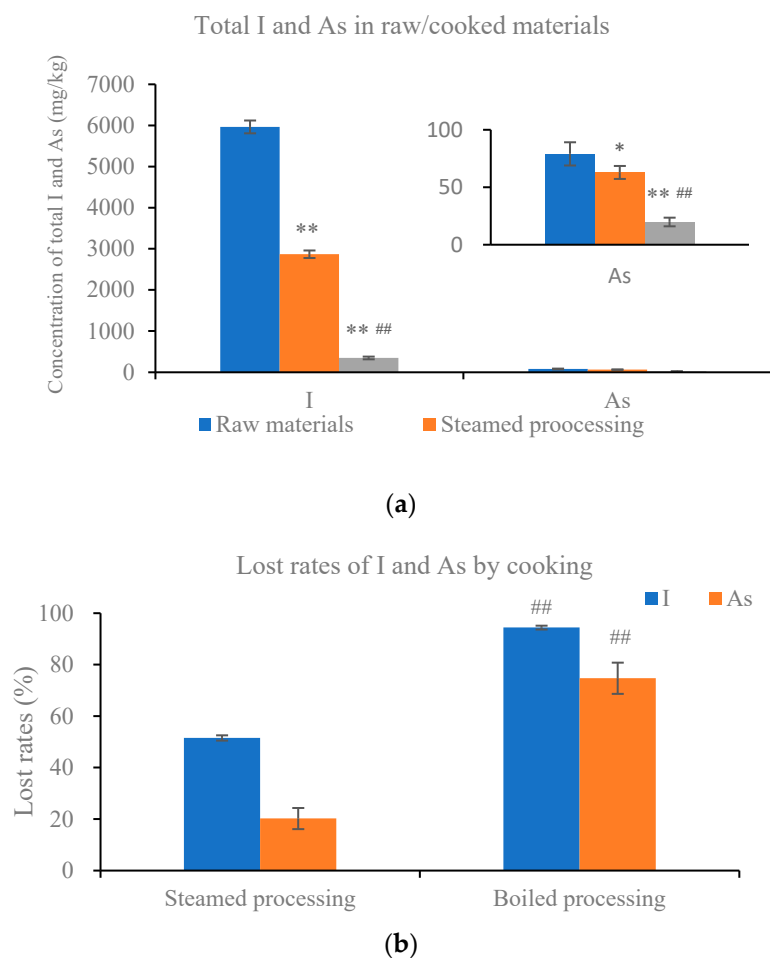 Total I and As in raw/cooked materials
Concentration of total I and As (mg/kg)
7000
6000
5000
4000
3000
2000
1000
0
**
** ##
I
As
100
50
0
*
** ##
As
Raw materials
Steamed proocessing
(a)
Lost rates of I and As by cooking
I
As
Lost rates (%)
100
80
60
40
20
0
##
##
Steamed processing
Boiled processing
(b)